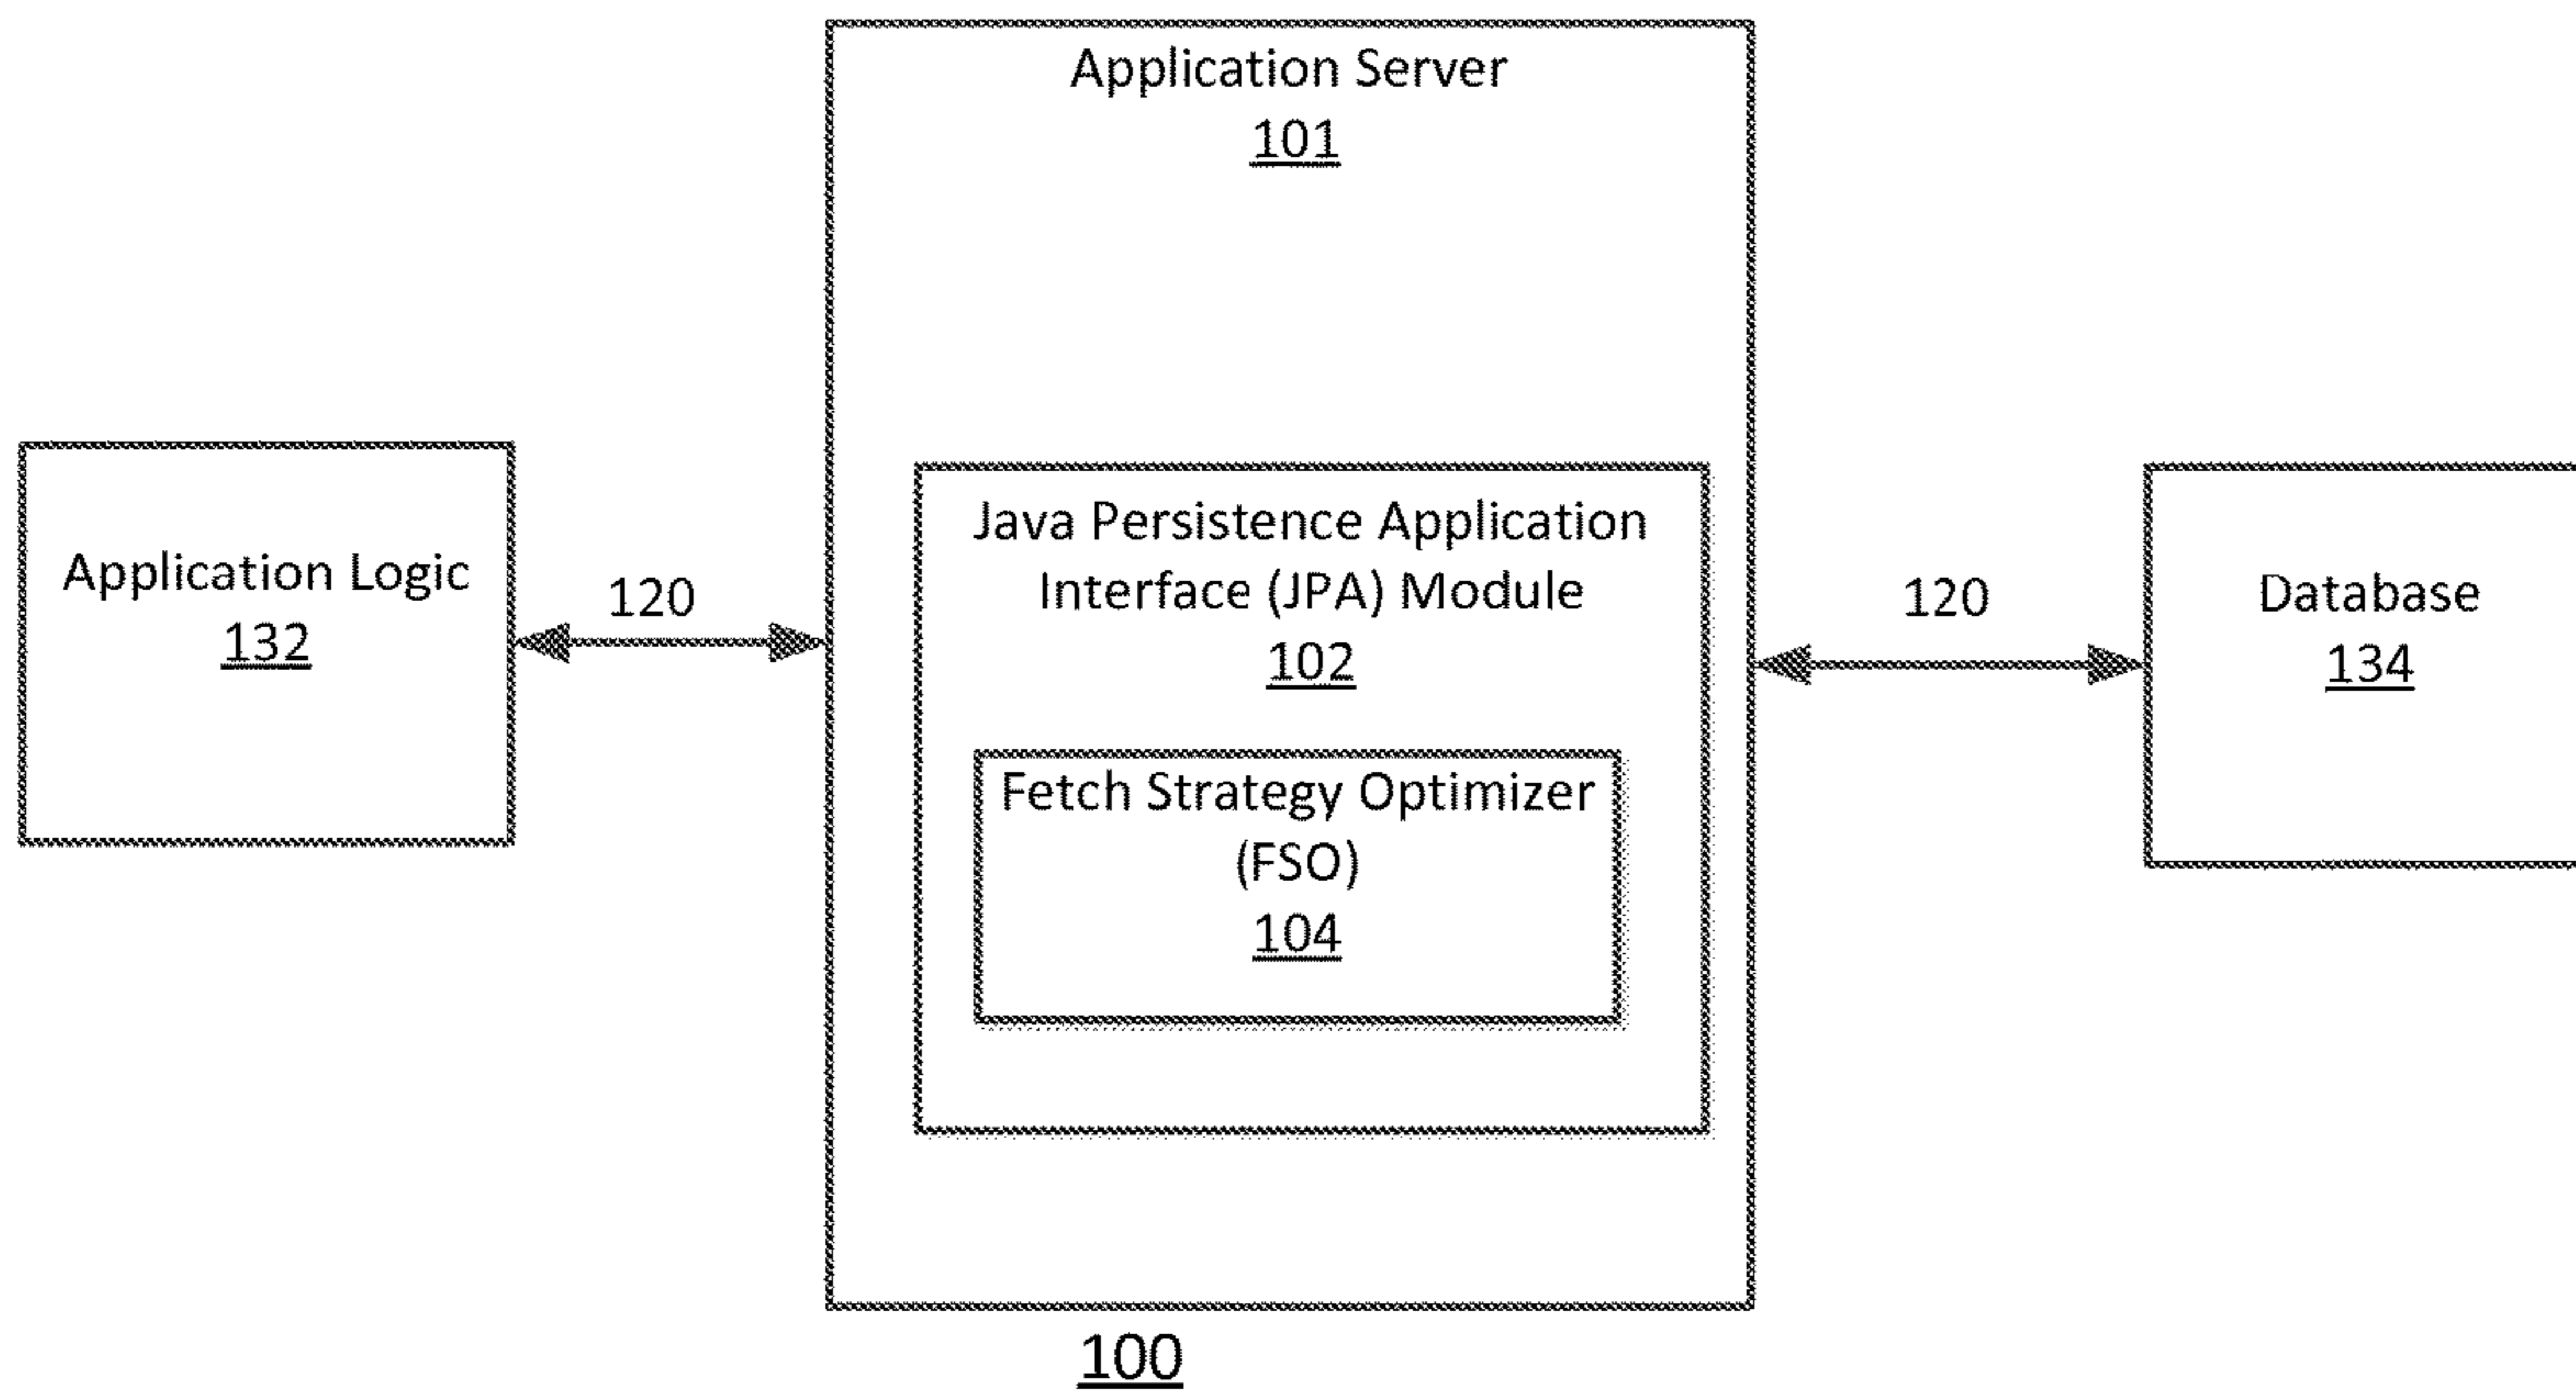 Application Server
101
Application Logic
132
120
Java Persistence Application
Interface (JPA) Module
102
Fetch Strategy Optimizer
(FSO)
104
120
Database
134
100